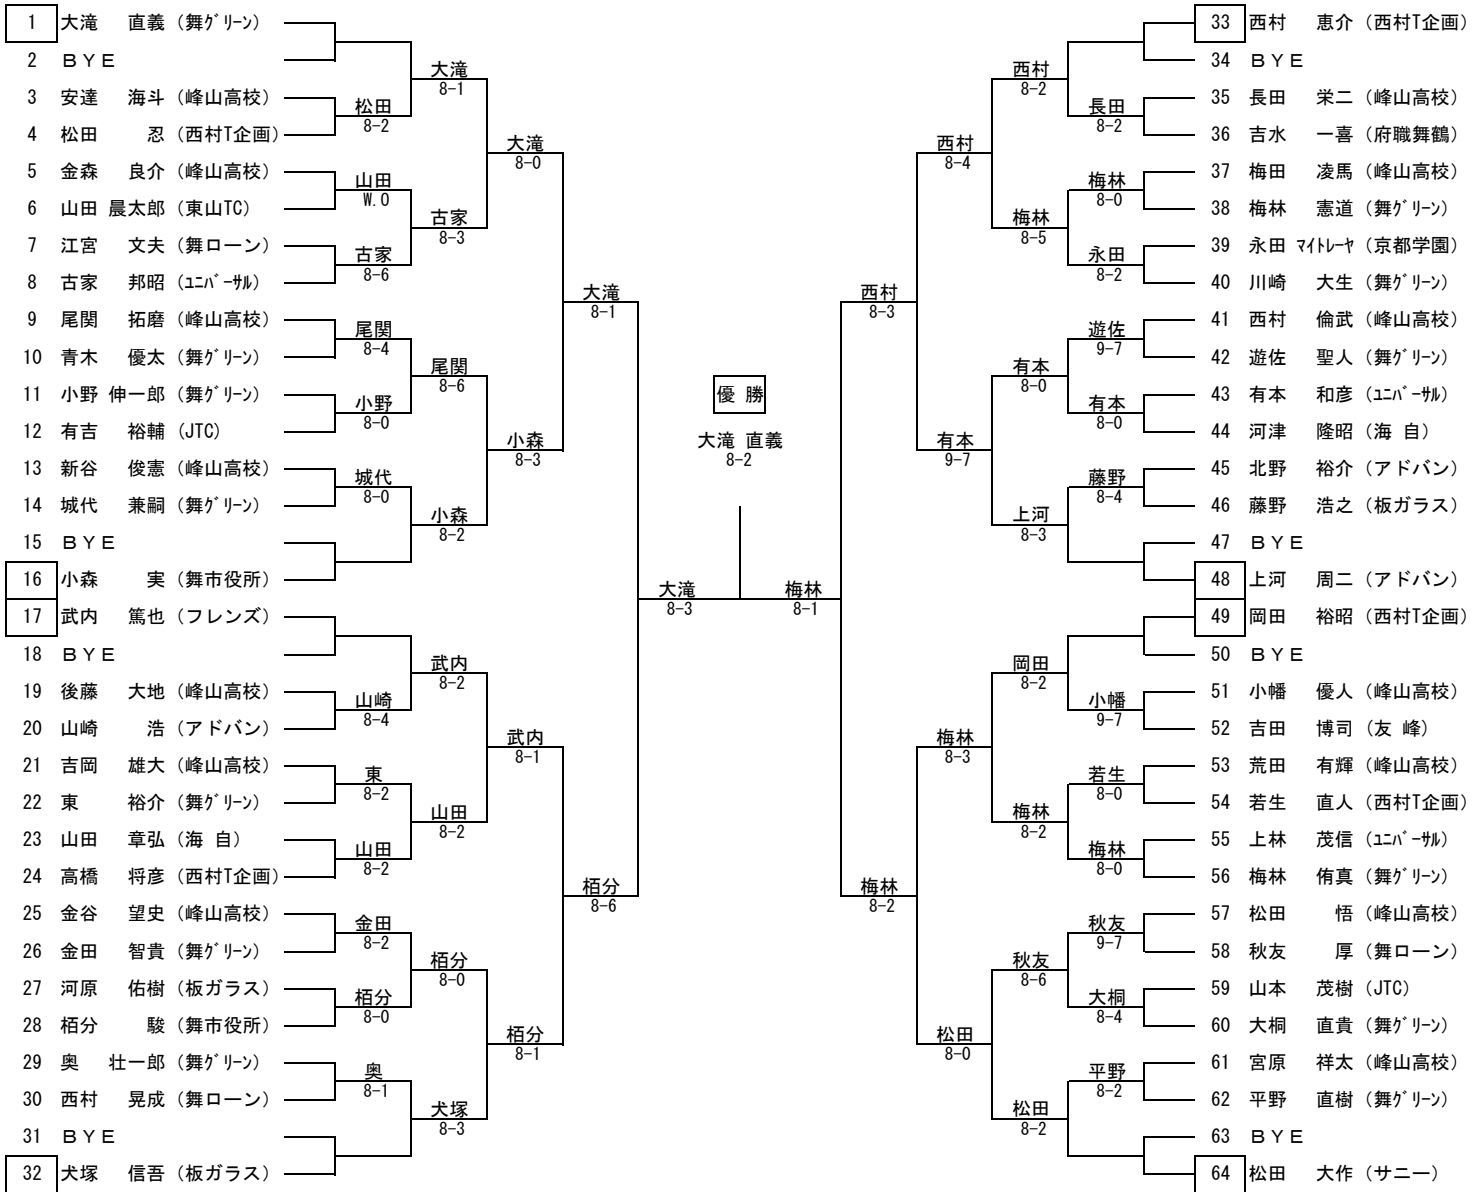 1 大滝 直義 (舞グリーン)
2 BYE
3 安達 海斗 (峰山高校)
4 松田 忍 (西村T企画)
5 金森 良介 (峰山高校)
6 山田 晨太郎 (東山TC)
7 江宮 文夫 (舞ローン)
8 古家 邦昭 (ユニバーサル)
9 尾関 拓磨 (峰山高校)
10 青木 優太 (舞グリーン)
11 小野 伸一郎 (舞グリーン)
12 有吉 裕輔 (JTC)
13 新谷 俊憲 (峰山高校)
14 城代 兼嗣 (舞グリーン)
15 BYE
16 小森 実 (舞市役所)
17 武内 篤也 (フレンズ)
18 BYE
19 後藤 大地 (峰山高校)
20 山崎 浩 (アドバン)
21 吉岡 雄大 (峰山高校)
22 東 裕介 (舞グリーン)
23 山田 章弘 (海 自)
24 高橋 将彦 (西村T企画)
25 金谷 望史 (峰山高校)
26 金田 智貴 (舞グリーン)
27 河原 佑樹 (板ガラス)
28 栢分 駿 (舞市役所)
29 奥 壮一郎 (舞グリーン)
30 西村 晃成 (舞ローン)
31 BYE
32 犬塚 信吾 (板ガラス)
松田
8-2
山田
W.O
古家
8-6
尾関
8-4
小野
8-0
城代
8-0
山崎
8-4
東
8-2
山田
8-2
金田
8-2
栢分
8-0
奥
8-1
大滝
8-1
古家
8-3
尾関
8-6
小森
8-2
武内
8-2
山田
8-2
栢分
8-0
犬塚
8-3
大滝
8-0
小森
8-3
武内
8-1
栢分
8-1
大滝
8-1
栢分
8-6
大滝
8-3
優 勝
大滝 直義
8-2
梅林
8-1
西村
8-3
梅林
8-2
西村
8-4
有本
9-7
梅林
8-3
松田
8-0
西村
8-2
梅林
8-5
有本
8-0
上河
8-3
岡田
8-2
梅林
8-2
秋友
8-6
松田
8-2
長田
8-2
梅林
8-0
永田
8-2
遊佐
9-7
有本
8-0
藤野
8-4
小幡
9-7
若生
8-0
梅林
8-0
秋友
9-7
大桐
8-4
平野
8-2
33 西村 恵介 (西村T企画)
34 BYE
35 長田 栄二 (峰山高校)
36 吉水 一喜 (府職舞鶴)
37 梅田 凌馬 (峰山高校)
38 梅林 憲道 (舞グリーン)
39 永田 マイトレーヤ (京都学園)
40 川崎 大生 (舞グリーン)
41 西村 倫武 (峰山高校)
42 遊佐 聖人 (舞グリーン)
43 有本 和彦 (ユニバーサル)
44 河津 隆昭 (海 自)
45 北野 裕介 (アドバン)
46 藤野 浩之 (板ガラス)
47 BYE
48 上河 周二 (アドバン)
49 岡田 裕昭 (西村T企画)
50 BYE
51 小幡 優人 (峰山高校)
52 吉田 博司 (友 峰)
53 荒田 有輝 (峰山高校)
54 若生 直人 (西村T企画)
55 上林 茂信 (ユニバーサル)
56 梅林 侑真 (舞グリーン)
57 松田 悟 (峰山高校)
58 秋友 厚 (舞ローン)
59 山本 茂樹 (JTC)
60 大桐 直貴 (舞グリーン)
61 宮原 祥太 (峰山高校)
62 平野 直樹 (舞グリーン)
63 BYE
64 松田 大作 (サニー)